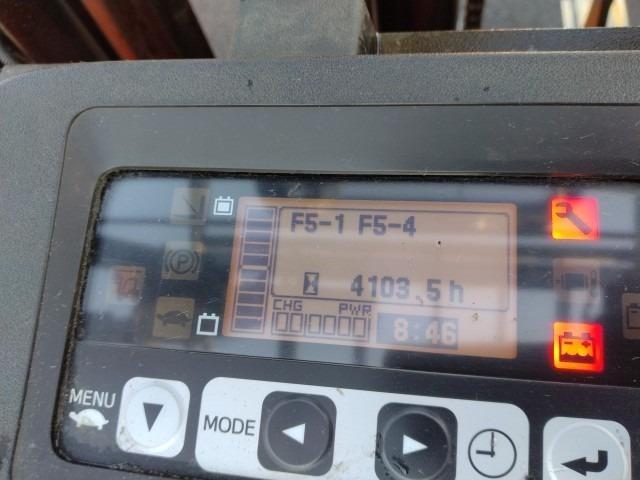 F5-1 F5-4
4103.5 h
CHG PWR
8:46
P
MENU
MODE